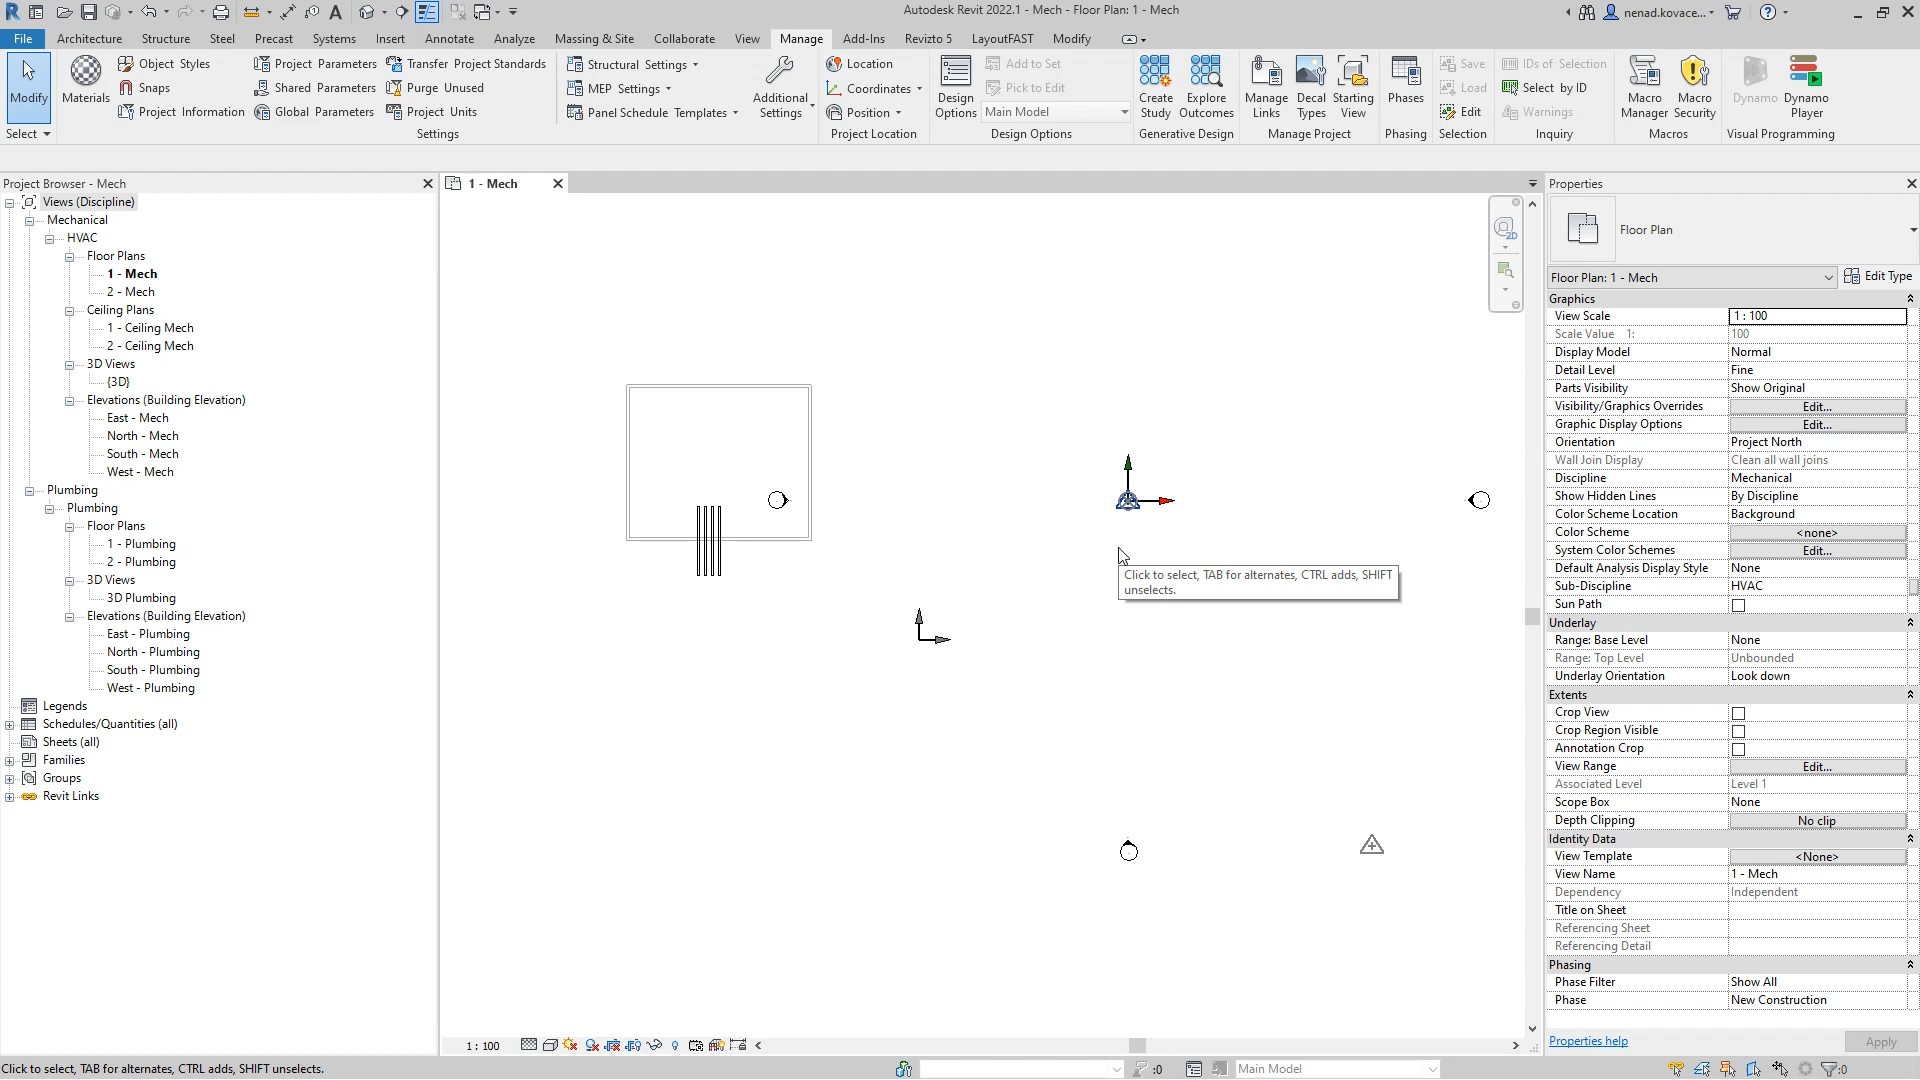 Autodesk Revit 2022.1 - Mech - Floor Plan: 1 - Mech
nenad.kovace...
File Architecture Structure Steel Precast Systems Insert Annotate Analyze Massing & Site Collaborate View Manage Add-Ins Revizto 5 LayoutFAST Modify
Modify
Select
Materials
Object Styles
Snaps
Project Information
Project Parameters
Shared Parameters
Global Parameters
Transfer Project Standards
Purge Unused
Project Units
Settings
Structural Settings
MEP Settings
Panel Schedule Templates
Additional
Settings
Location
Coordinates
Position
Project Location
Design
Options
Add to Set
Pick to Edit
Main Model
Design Options
Create
Study
Explore
Outcomes
Generative Design
Manage
Links
Decal
Types
Starting
View
Manage Project
Phases
Phasing
Save
Load
Edit
Selection
IDs of Selection
Select by ID
Warnings
Inquiry
Macro
Manager
Macro
Security
Macros
Dynamo
Dynamo
Player
Visual Programming
Project Browser - Mech
Views (Discipline)
Mechanical
HVAC
Floor Plans
1 - Mech
2 - Mech
Ceiling Plans
1 - Ceiling Mech
2 - Ceiling Mech
3D Views
{3D}
Elevations (Building Elevation)
East - Mech
North - Mech
South - Mech
West - Mech
Plumbing
Plumbing
Floor Plans
1 - Plumbing
2 - Plumbing
3D Views
3D Plumbing
Elevations (Building Elevation)
East - Plumbing
North - Plumbing
South - Plumbing
West - Plumbing
Legends
Schedules/Quantities (all)
Sheets (all)
Families
Groups
Revit Links
1 - Mech
2D
Click to select, TAB for alternates, CTRL adds, SHIFT
unselects.
1 : 100
Properties
Floor Plan
Floor Plan: 1 - Mech
Edit Type
Graphics
View Scale 1 : 100
Scale Value 1: 100
Display Model Normal
Detail Level Fine
Parts Visibility Show Original
Visibility/Graphics Overrides Edit...
Graphic Display Options Edit...
Orientation Project North
Wall Join Display Clean all wall joins
Discipline Mechanical
Show Hidden Lines By Discipline
Color Scheme Location Background
Color Scheme <none>
System Color Schemes Edit...
Default Analysis Display Style None
Sub-Discipline HVAC
Sun Path
Underlay
Range: Base Level None
Range: Top Level Unbounded
Underlay Orientation Look down
Extents
Crop View
Crop Region Visible
Annotation Crop
View Range Edit...
Associated Level Level 1
Scope Box None
Depth Clipping No clip
Identity Data
View Template <None>
View Name 1 - Mech
Dependency Independent
Title on Sheet
Referencing Sheet
Referencing Detail
Phasing
Phase Filter Show All
Phase New Construction
Properties help
Apply
Click to select, TAB for alternates, CTRL adds, SHIFT unselects.
:0
Main Model
:0